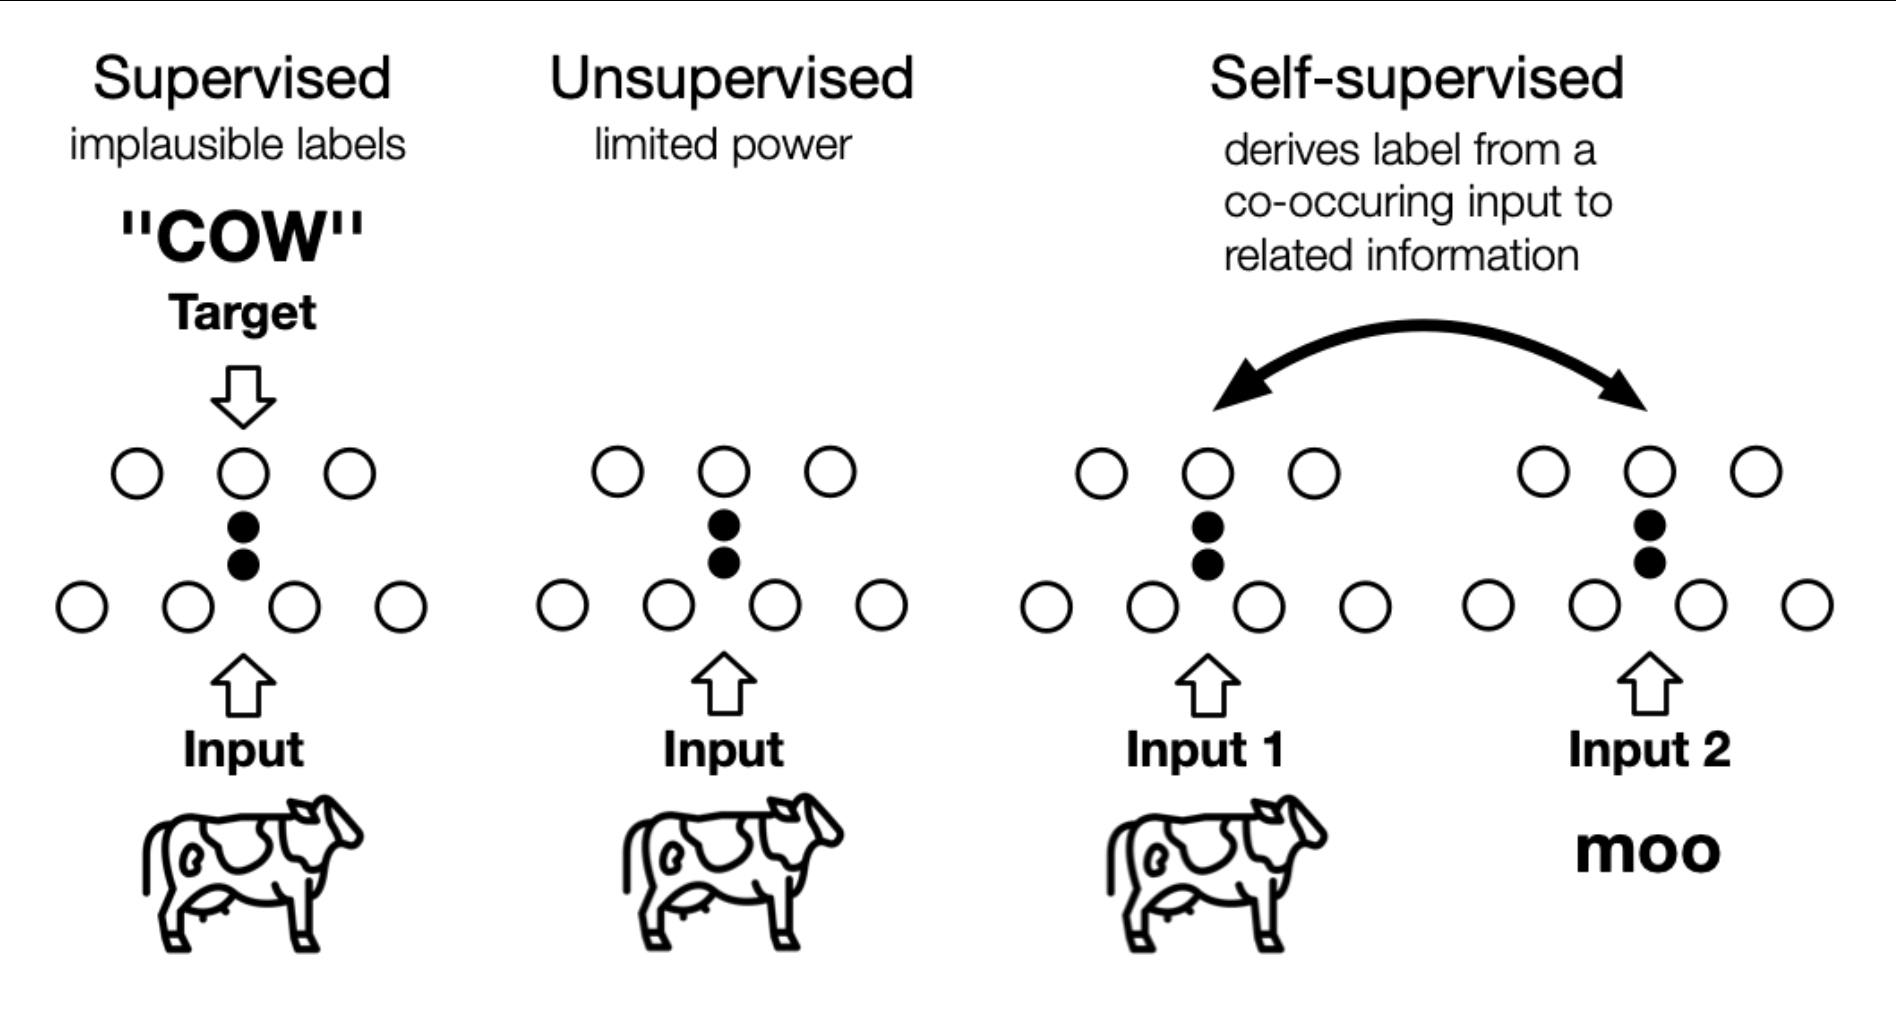 Supervised
implausible labels
"COW"
Target
Input
Unsupervised
limited power
Input
Self-supervised
derives label from a
co-occuring input to
related information
Input 1
Input 2
moo